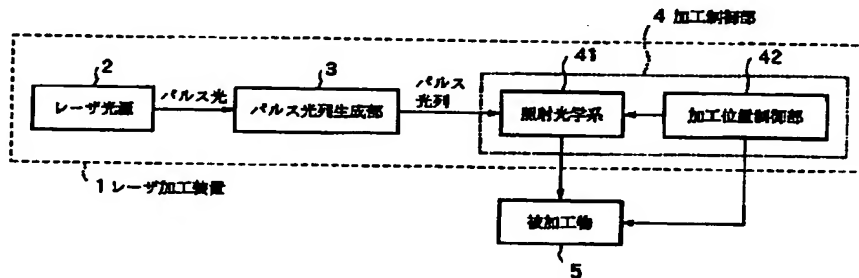 4 加工制御部
2
3
41
42
レーザ光源
パルス光
パルス光列生成部
パルス
光列
照射光学系
加工位置制御部
1 レーザ加工装置
被加工物
5